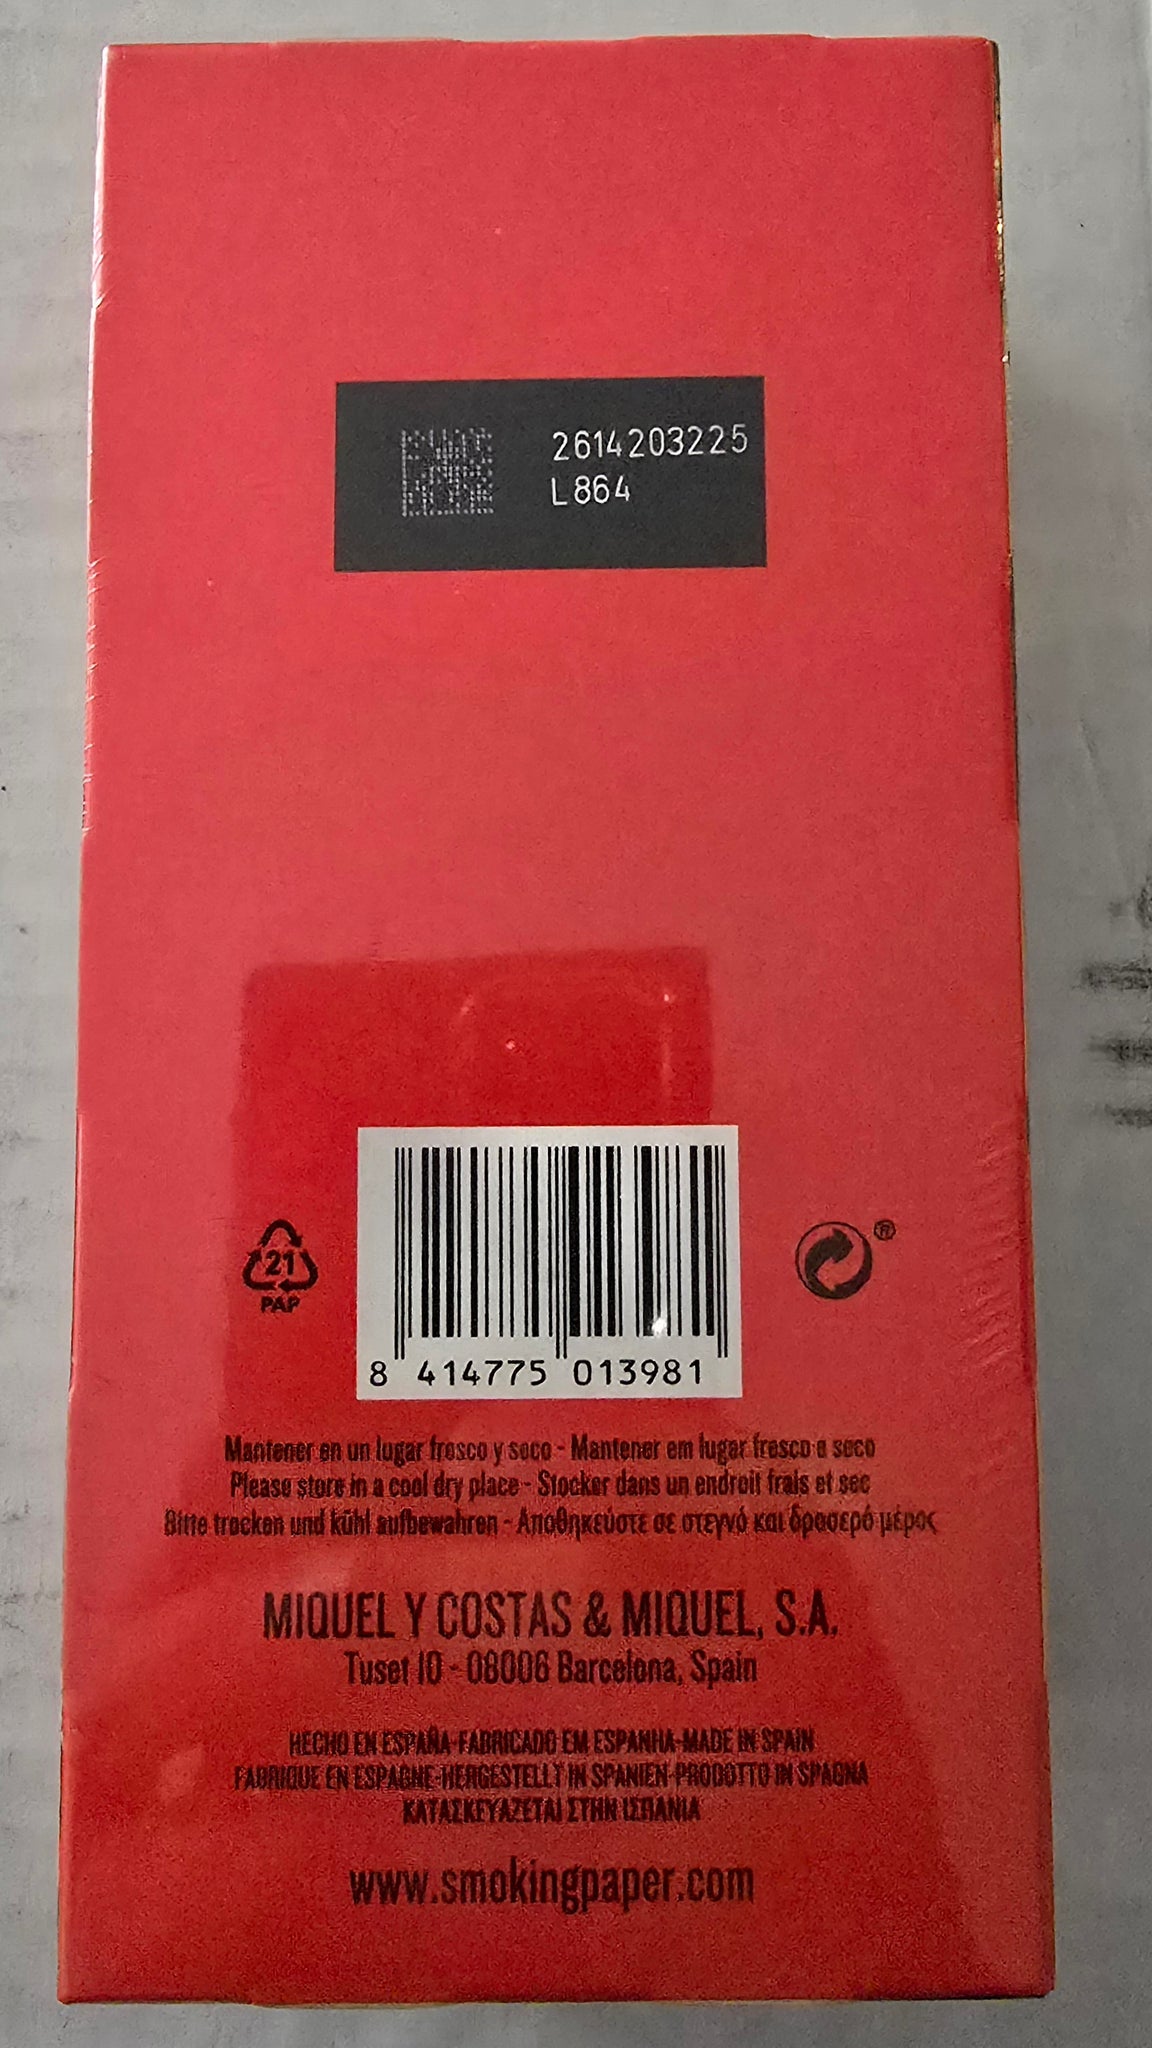 2614203225
L864
21
PAP
®
8 414775 013981
Mantener en un lugar fresco y seco - Mantener em lugar fresco e seco
Please store in a cool dry place - Stocker dans un endroit frais et sec
Bitte trocken und kühl aufbewahren - Αποθηκεύστε σε στεγνό και δροσερό μέρος
MIQUEL Y COSTAS & MIQUEL, S.A.
Tuset 10 - 08006 Barcelona, Spain
HECHO EN ESPAÑA-FABRICADO EM ESPANHA-MADE IN SPAIN
FABRIQUE EN ESPAGNE-HERGESTELLT IN SPANIEN-PRODOTTO IN SPAGNA
ΚΑΤΑΣΚΕΥΑΖΕΤΑΙ ΣΤΗΝ ΙΣΠΑΝΙΑ
www.smokingpaper.com